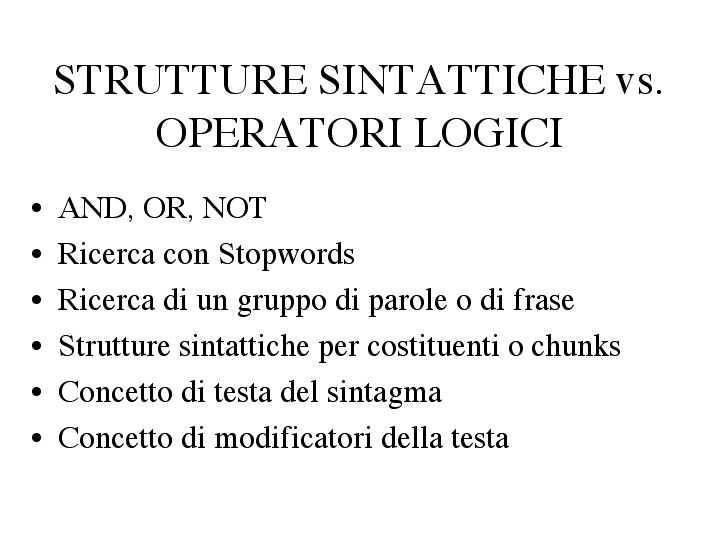 STRUTTURE SINTATTICHE vs.
OPERATORI LOGICI
• AND, OR, NOT
• Ricerca con Stopwords
• Ricerca di un gruppo di parole o di frase
• Strutture sintattiche per costituenti o chunks
• Concetto di testa del sintagma
• Concetto di modificatori della testa